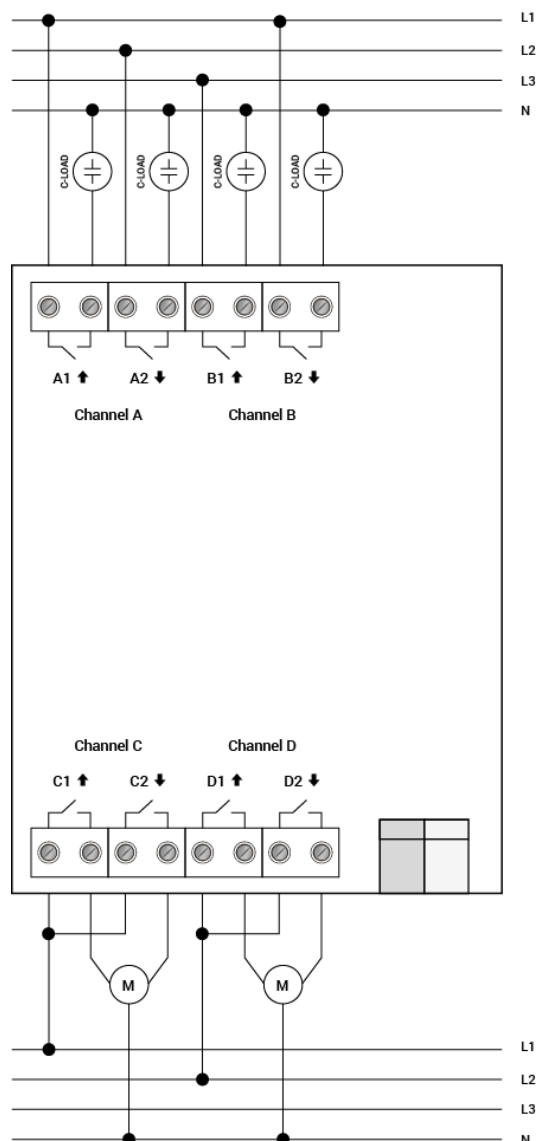 L1
L2
L3
N
C-LOAD C-LOAD C-LOAD C-LOAD
A1 A2 B1 B2
Channel A Channel B
Channel C Channel D
C1 C2 D1 D2
M M
L1
L2
L3
N